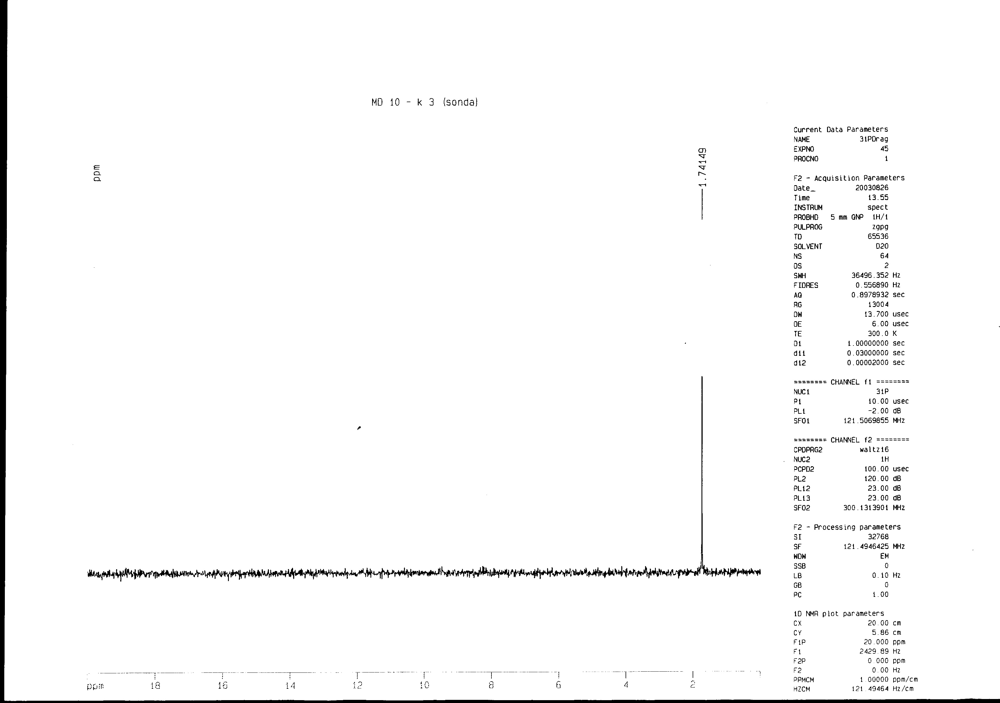 MD 10 - k 3 (sonda)
ppm
1.74149
Current Data Parameters
NAME 31PDrag
EXPNO 45
PROCNO 1
F2 - Acquisition Parameters
Date_ 20030826
Time 13.55
INSTRUM spect
PROBHD 5 mm QNP 1H/1
PULPROG zgpg
TD 65536
SOLVENT D2O
NS 64
DS 2
SWH 36496.352 Hz
FIDRES 0.556890 Hz
AQ 0.8978932 sec
RG 13004
DW 13.700 usec
DE 6.00 usec
TE 300.0 K
D1 1.00000000 sec
d11 0.03000000 sec
d12 0.00002000 sec
======== CHANNEL f1 ========
NUC1 31P
P1 10.00 usec
PL1 -2.00 dB
SFO1 121.5069855 MHz
======== CHANNEL f2 ========
CPDPRG2 waltz16
NUC2 1H
PCPD2 100.00 usec
PL2 120.00 dB
PL12 23.00 dB
PL13 23.00 dB
SFO2 300.1313901 MHz
F2 - Processing parameters
SI 32768
SF 121.4946425 MHz
WDW EM
SSB 0
LB 0.10 Hz
GB 0
PC 1.00
1D NMR plot parameters
CX 20.00 cm
CY 5.86 cm
F1P 20.000 ppm
F1 2429.89 Hz
F2P 0.000 ppm
F2 0.00 Hz
PPMCM 1.00000 ppm/cm
HZCM 121.49464 Hz/cm
ppm 18 16 14 12 10 8 6 4 2